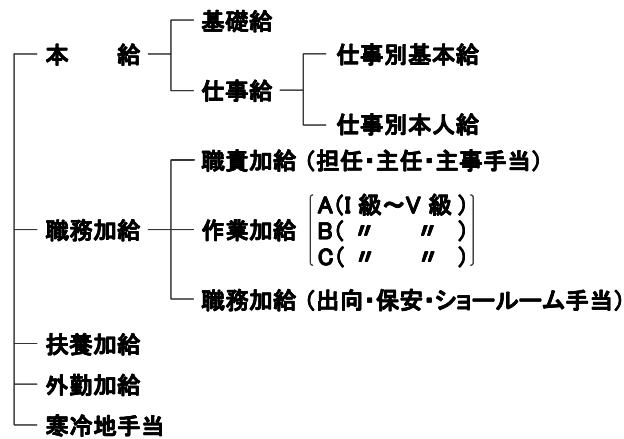 基礎給
本　給
仕事別基本給
仕事給
仕事別本人給
職責加給（担任・主任・主事手当）
A(I 級～V 級)
職務加給
作業加給
B( 〃 〃 )
C( 〃 〃 )
職務加給（出向・保安・ショールーム手当）
扶養加給
外勤加給
寒冷地手当